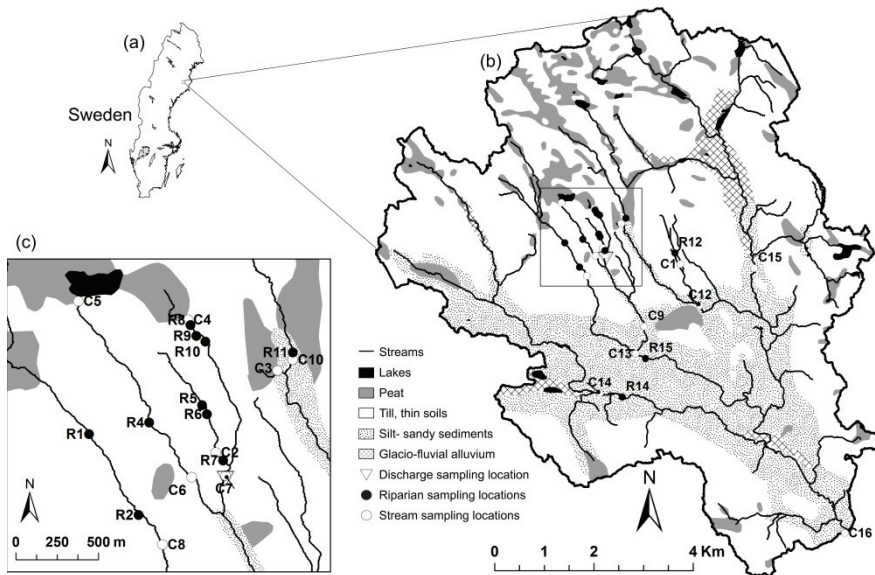 (a)
Sweden
N
(b)
R12
C1
C15
C12
C9
C13
R15
C14
R14
C16
(c)
C5
R8
C4
R9
R10
R11
C10
C3
R5
R6
R1
R4
R7
C2
C6
C7
R2
C8
N
0 500 m
Streams
Lakes
Peat
Till, thin soils
Silt- sandy sediments
Glacio-fluvial alluvium
Discharge sampling location
Riparian sampling locations
Stream sampling locations
N
0 1 2 4 Km